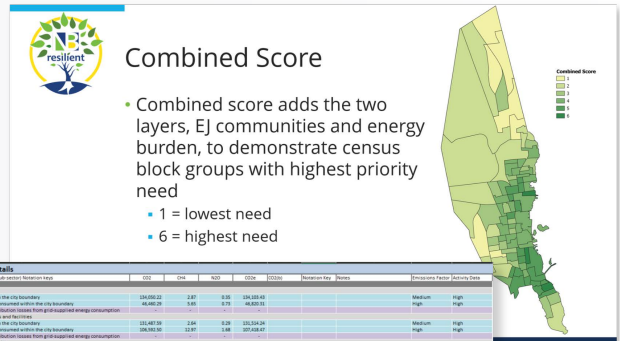 NB
resilient
Combined Score
Combined Score
1
2
3
4
5
6
• Combined score adds the two
layers, EJ communities and energy
burden, to demonstrate census
block groups with highest priority
need
▪ 1 = lowest need
▪ 6 = highest need
tails
sub-sector) Notation keys CO2 CH4 N2O CO2e CO2(b) Notation Key Notes Emissions Factor Activity Data
the city boundary 134,050.22 2.87 0.35 134,203.43 Medium High
onsumed within the city boundary 46,460.29 5.65 0.73 46,820.31 High High
ibution losses from grid-supplied energy consumption - - - -
and facilities
the city boundary 131,487.59 2.64 0.29 131,514.24 Medium High
onsumed within the city boundary 106,592.50 12.97 1.68 107,418.47 High High
ibution losses from grid-supplied energy consumption - - - -